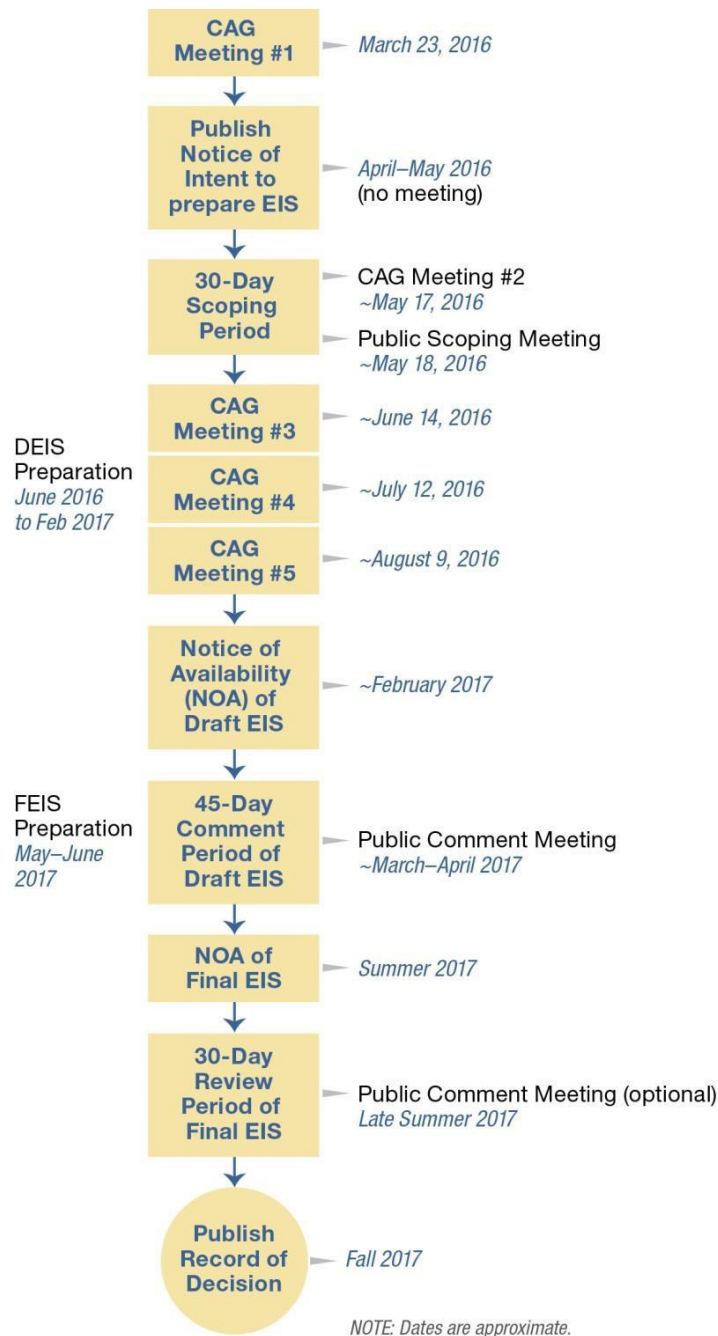 CAG
Meeting #1
March 23, 2016
Publish
Notice of
Intent to
prepare EIS
April–May 2016
(no meeting)
30-Day
Scoping
Period
CAG Meeting #2
~May 17, 2016
Public Scoping Meeting
~May 18, 2016
DEIS
Preparation
June 2016
to Feb 2017
CAG
Meeting #3
~June 14, 2016
CAG
Meeting #4
~July 12, 2016
CAG
Meeting #5
~August 9, 2016
Notice of
Availability
(NOA) of
Draft EIS
~February 2017
FEIS
Preparation
May–June
2017
45-Day
Comment
Period of
Draft EIS
Public Comment Meeting
~March–April 2017
NOA of
Final EIS
Summer 2017
30-Day
Review
Period of
Final EIS
Public Comment Meeting (optional)
Late Summer 2017
Publish
Record of
Decision
Fall 2017
NOTE: Dates are approximate.